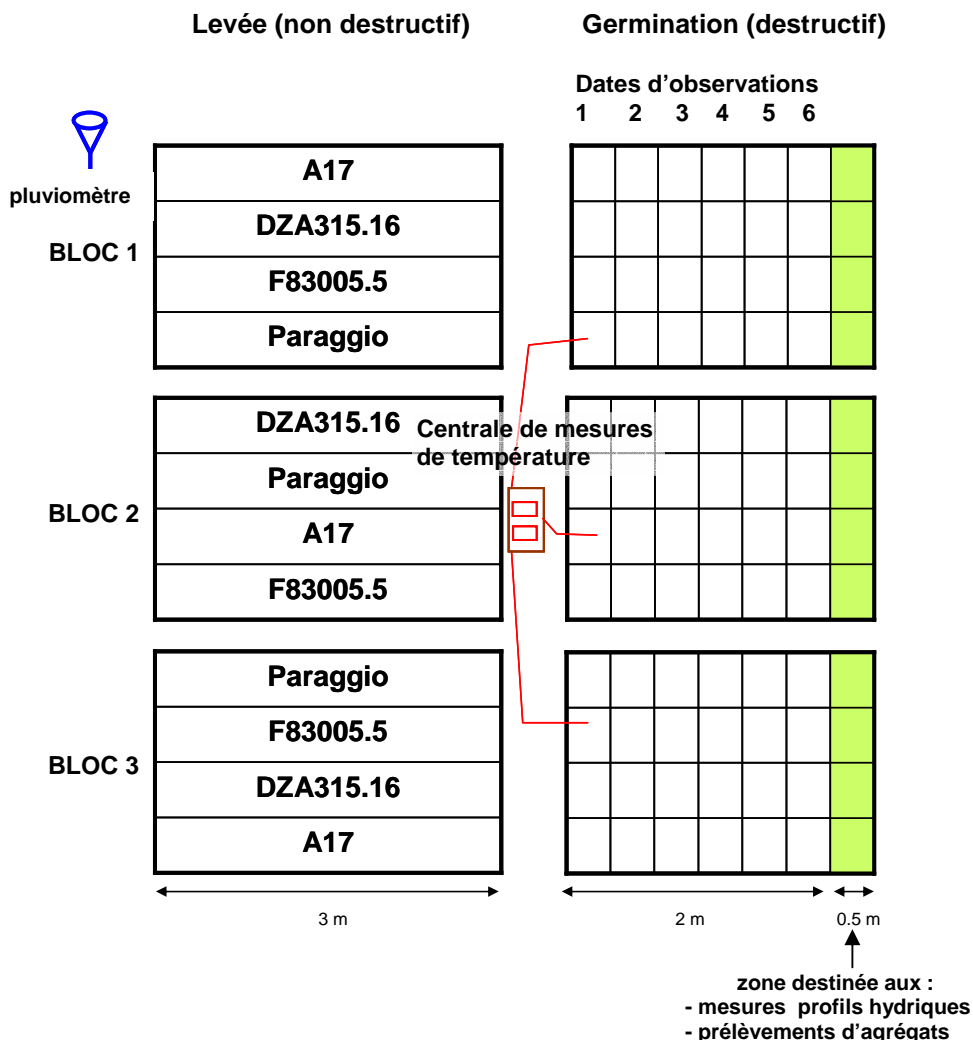 Levée (non destructif)
Germination (destructif)
Dates d'observations
1 2 3 4 5 6
pluviomètre
BLOC 1
A17
DZA315.16
F83005.5
Paraggio
BLOC 2
DZA315.16
Paraggio
A17
F83005.5
Centrale de mesures
de température
BLOC 3
Paraggio
F83005.5
DZA315.16
A17
3 m
2 m
0.5 m
zone destinée aux :
- mesures profils hydriques
- prélèvements d'agrégats